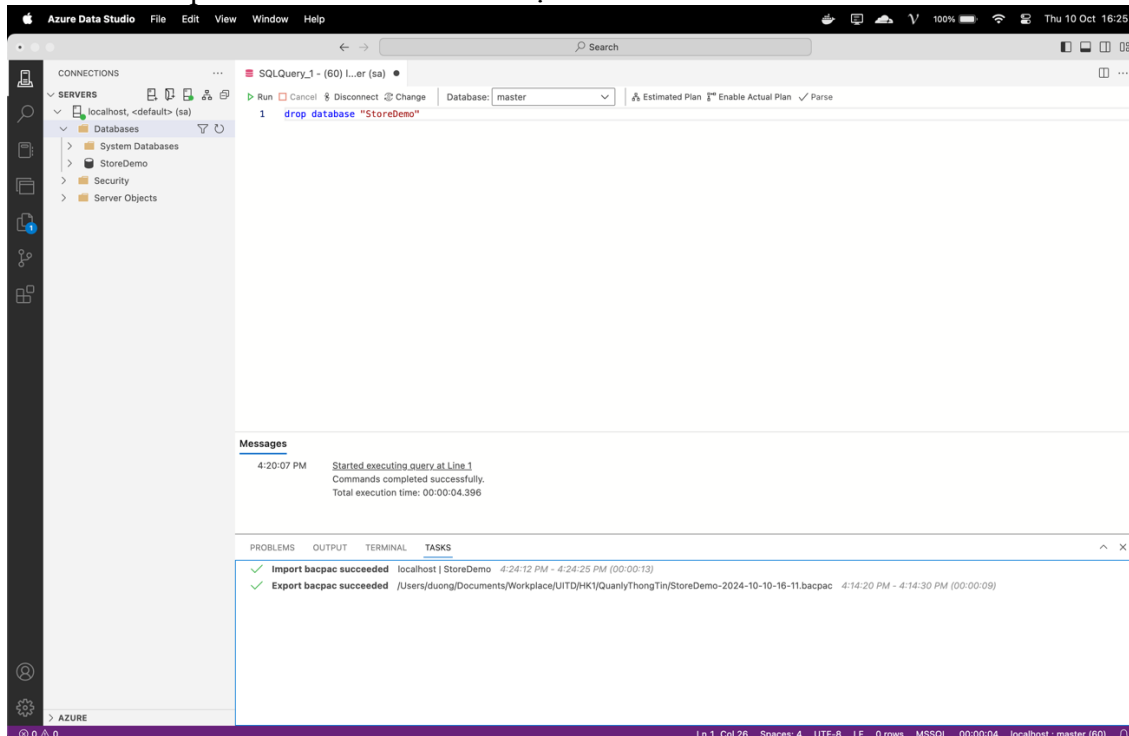 Azure Data Studio File Edit View Window Help 100% Thu 10 Oct 16:25
Search
CONNECTIONS
SQLQuery_1 - (60) l...er (sa)
SERVERS
Run Cancel Disconnect Change Database: master Estimated Plan Enable Actual Plan Parse
localhost, <default> (sa)
1 drop database "StoreDemo"
Databases
System Databases
StoreDemo
Security
Server Objects
1
Messages
4:20:07 PM Started executing query at Line 1
Commands completed successfully.
Total execution time: 00:00:04.396
PROBLEMS OUTPUT TERMINAL TASKS
Import bacpac succeeded localhost | StoreDemo 4:24:12 PM - 4:24:25 PM (00:00:13)
Export bacpac succeeded /Users/duong/Documents/Workplace/UITD/HK1/QuanlyThongTin/StoreDemo-2024-10-10-16-11.bacpac 4:14:20 PM - 4:14:30 PM (00:00:09)
AZURE
0 0 Ln 1, Col 26 Spaces: 4 UTF-8 LF 0 rows MSSQL 00:00:04 localhost : master (60)